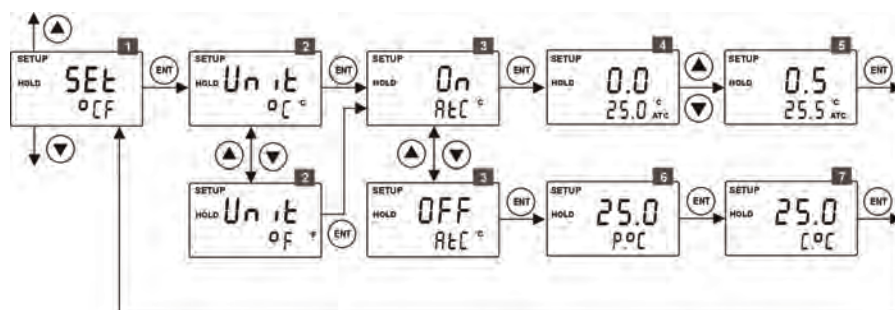 1
SETUP
HOLD SEt
°CF
ENT
2
SETUP
HOLD Unit
°C °C
ENT
3
SETUP
HOLD On
AtC °C
ENT
4
SETUP
HOLD 0.0
25.0 °C ATC
5
SETUP
HOLD 0.5
25.5 °C ATC
ENT
2
SETUP
HOLD Unit
°F °F
ENT
3
SETUP
HOLD OFF
AtC °C
ENT
6
SETUP
HOLD 25.0
P.°C
ENT
7
SETUP
HOLD 25.0
C.°C
ENT